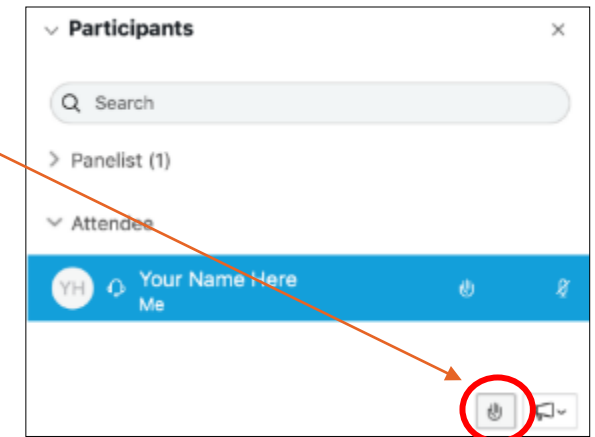 Participants
Search
Panelist (1)
Attendee
YH
Your Name Here
Me